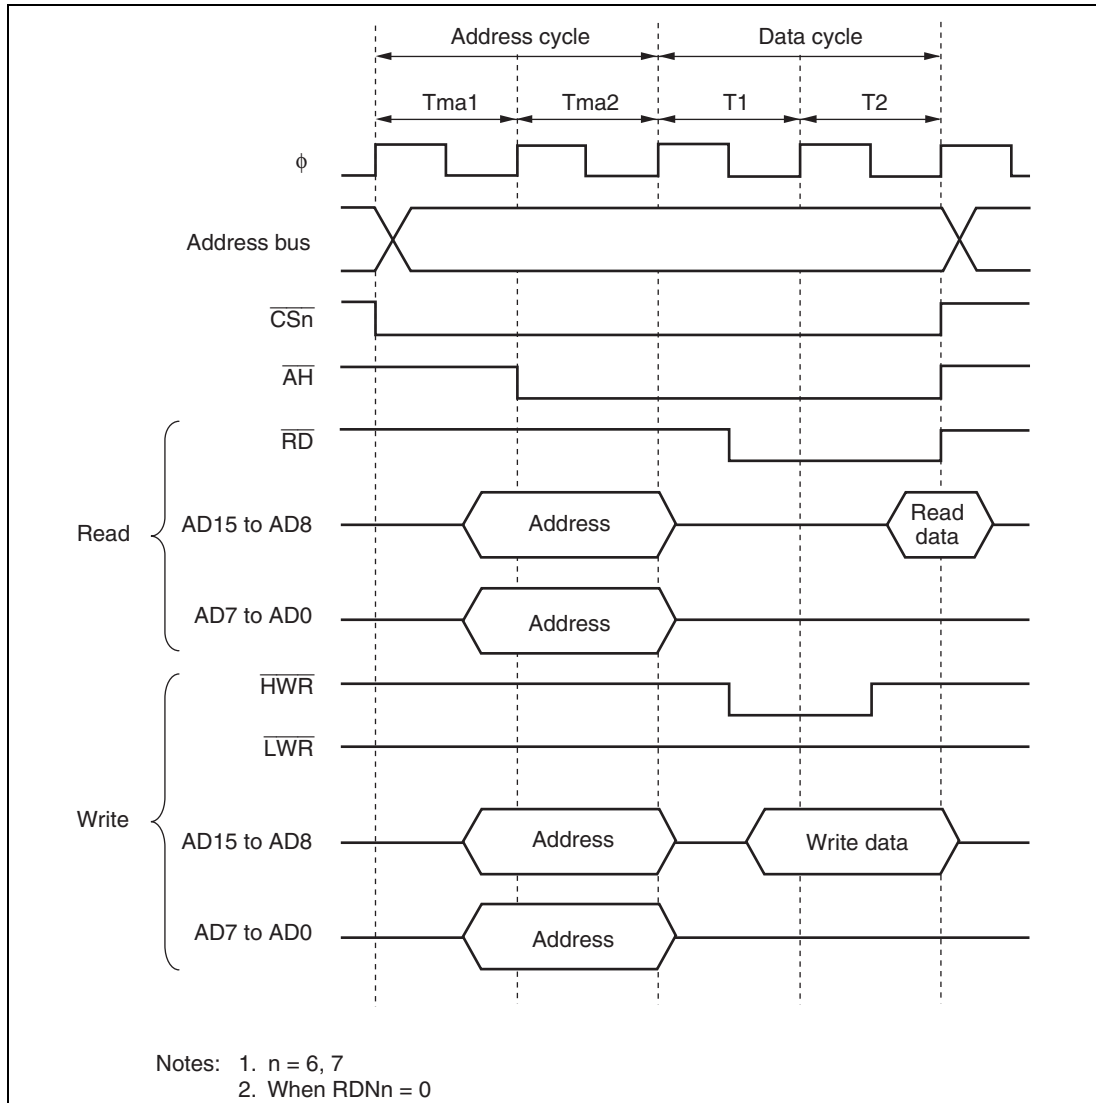 Address cycle Data cycle
Tma1 Tma2 T1 T2
ϕ
Address bus
CSn
AH
RD
Read AD15 to AD8 Address Read
data
AD7 to AD0 Address
HWR
LWR
Write AD15 to AD8 Address Write data
AD7 to AD0 Address
Notes: 1. n = 6, 7
2. When RDNn = 0